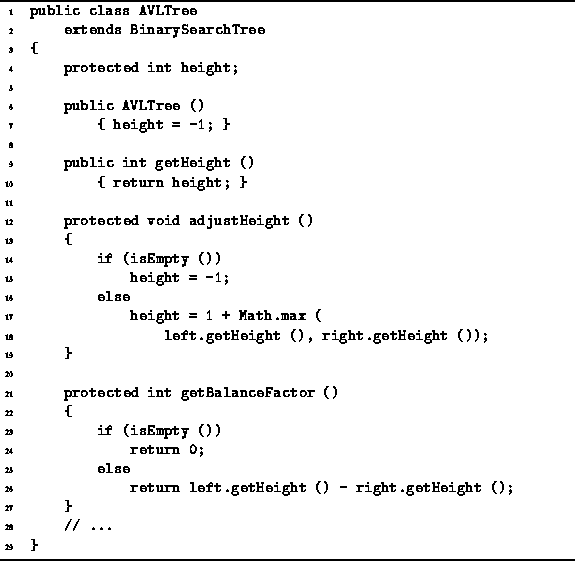 1 public class AVLTree
2 extends BinarySearchTree
3 {
4 protected int height;
5
6 public AVLTree ()
7 { height = -1; }
8
9 public int getHeight ()
10 { return height; }
11
12 protected void adjustHeight ()
13 {
14 if (isEmpty ())
15 height = -1;
16 else
17 height = 1 + Math.max (
18 left.getHeight (), right.getHeight ());
19 }
20
21 protected int getBalanceFactor ()
22 {
23 if (isEmpty ())
24 return 0;
25 else
26 return left.getHeight () - right.getHeight ();
27 }
28 // ...
29 }